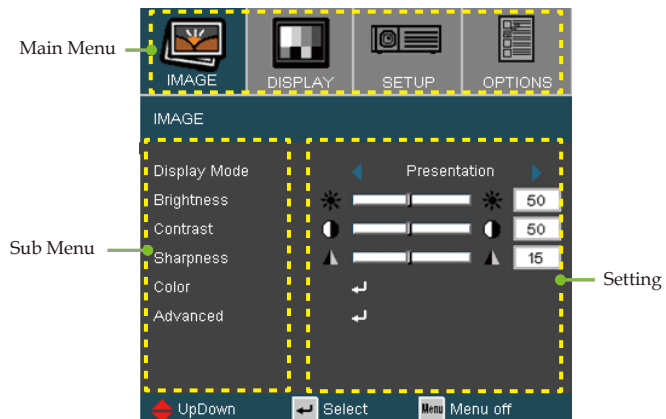 Main Menu
IMAGE DISPLAY SETUP OPTIONS
IMAGE
Display Mode Presentation
Brightness 50
Contrast 50
Sub Menu
Sharpness 15
Setting
Color
Advanced
UpDown Select Menu Menu off